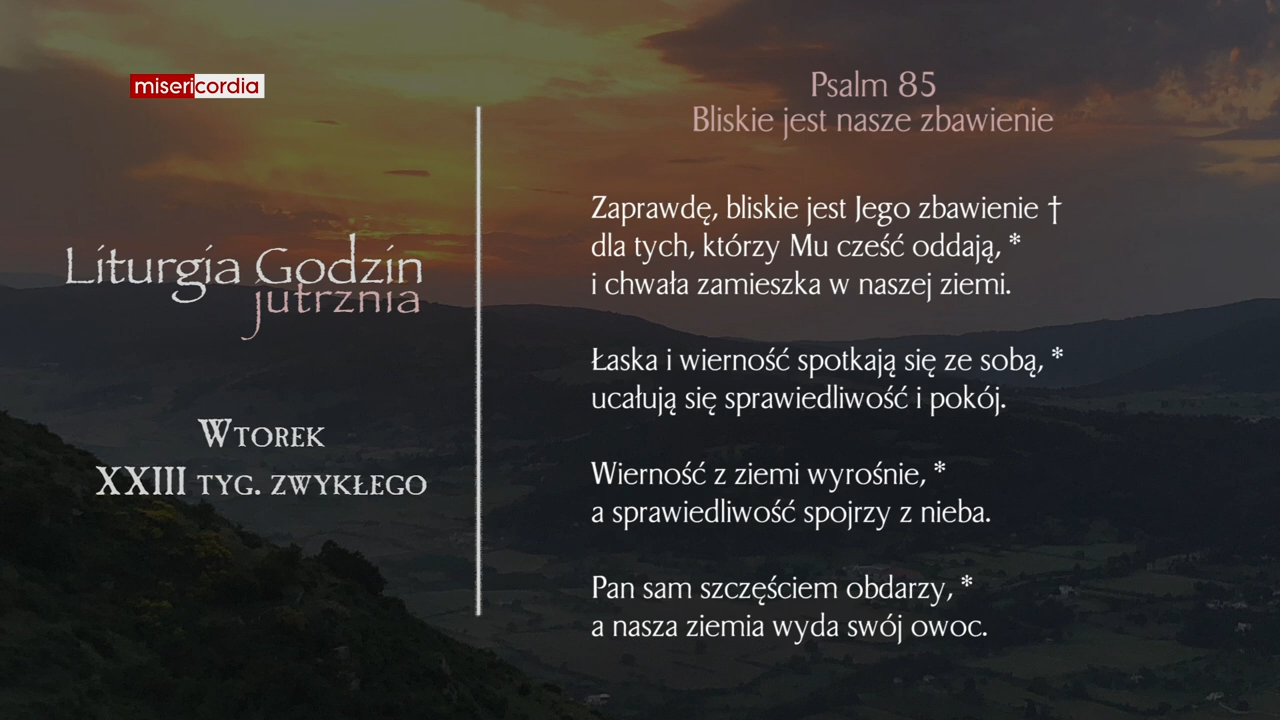 misericordia
Liturgia Godzin
jutrznia
Wtorek
XXIII tyg. zwykłego
Psalm 85
Bliskie jest nasze zbawienie
Zaprawdę, bliskie jest Jego zbawienie †
dla tych, którzy Mu cześć oddają, *
i chwała zamieszka w naszej ziemi.
Łaska i wierność spotkają się ze sobą, *
ucałują się sprawiedliwość i pokój.
Wierność z ziemi wyrośnie, *
a sprawiedliwość spojrzy z nieba.
Pan sam szczęściem obdarzy, *
a nasza ziemia wyda swój owoc.